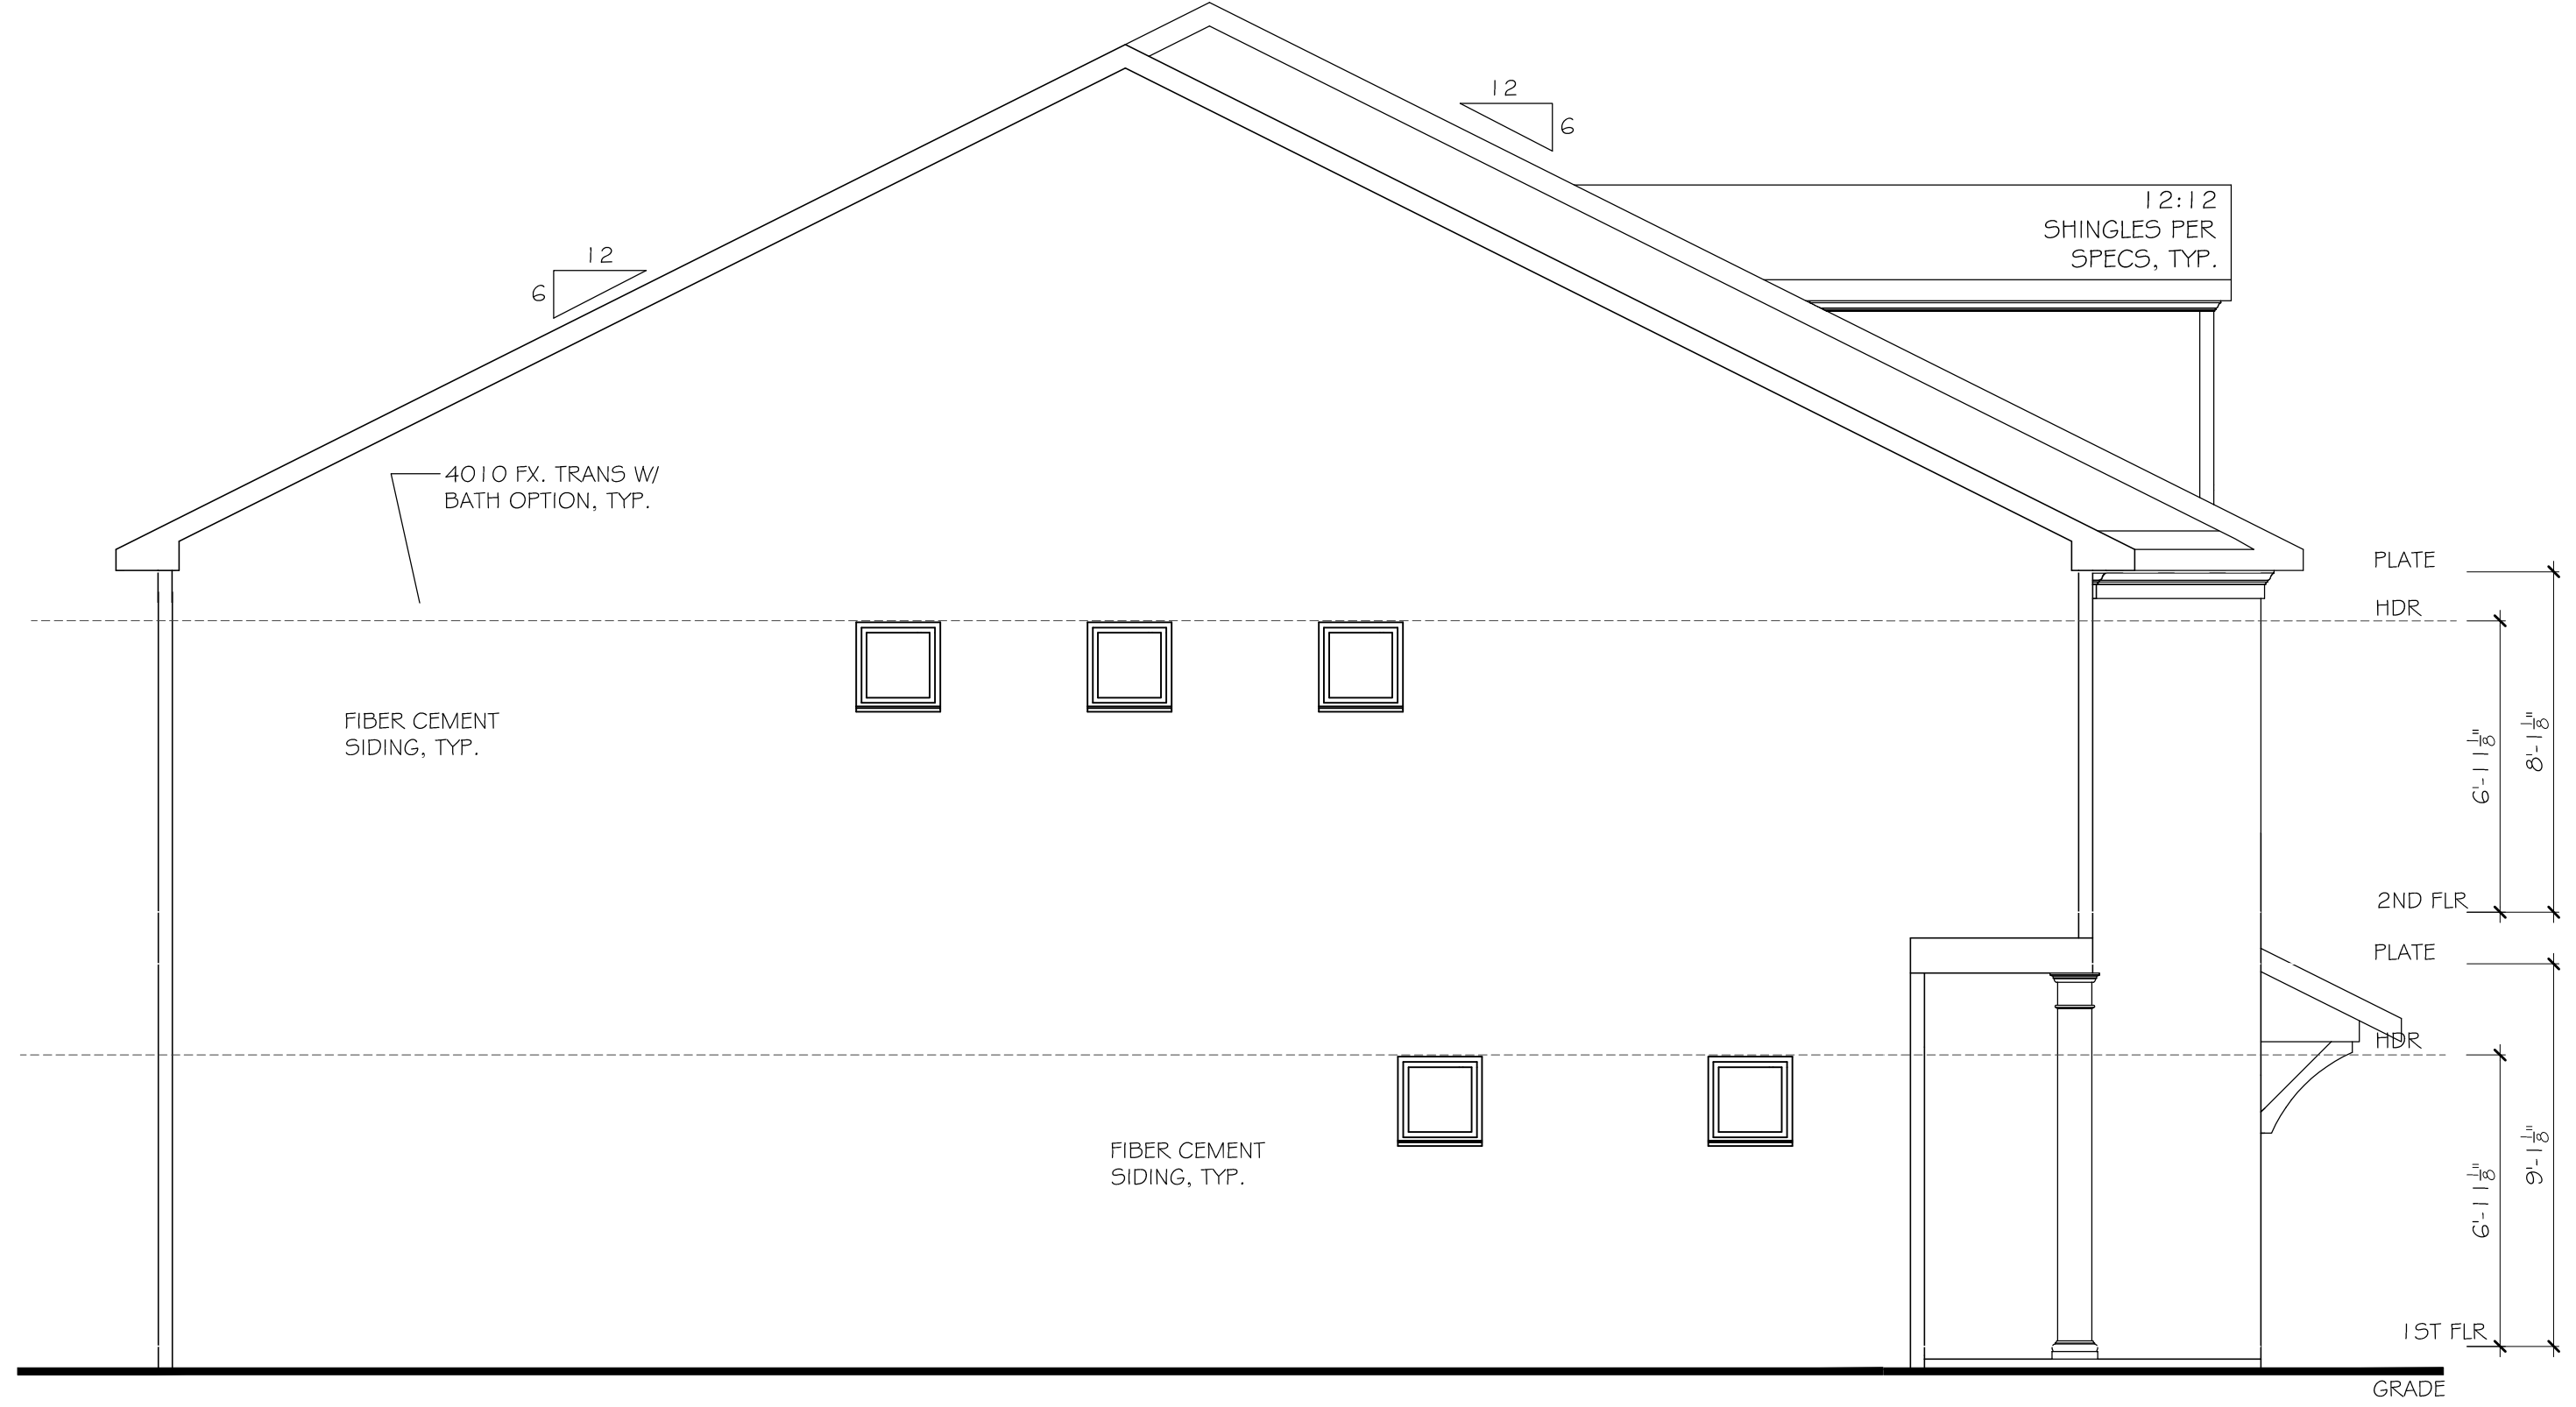 12
6
12:12
SHINGLES PER
SPECS, TYP.
12
6
4010 FX. TRANS W/
BATH OPTION, TYP.
PLATE
HDR
FIBER CEMENT
SIDING, TYP.
6'-11 1/8"
8'-1 1/8"
2ND FLR
PLATE
HDR
FIBER CEMENT
SIDING, TYP.
6'-11 1/8"
9'-1 1/8"
1ST FLR
GRADE